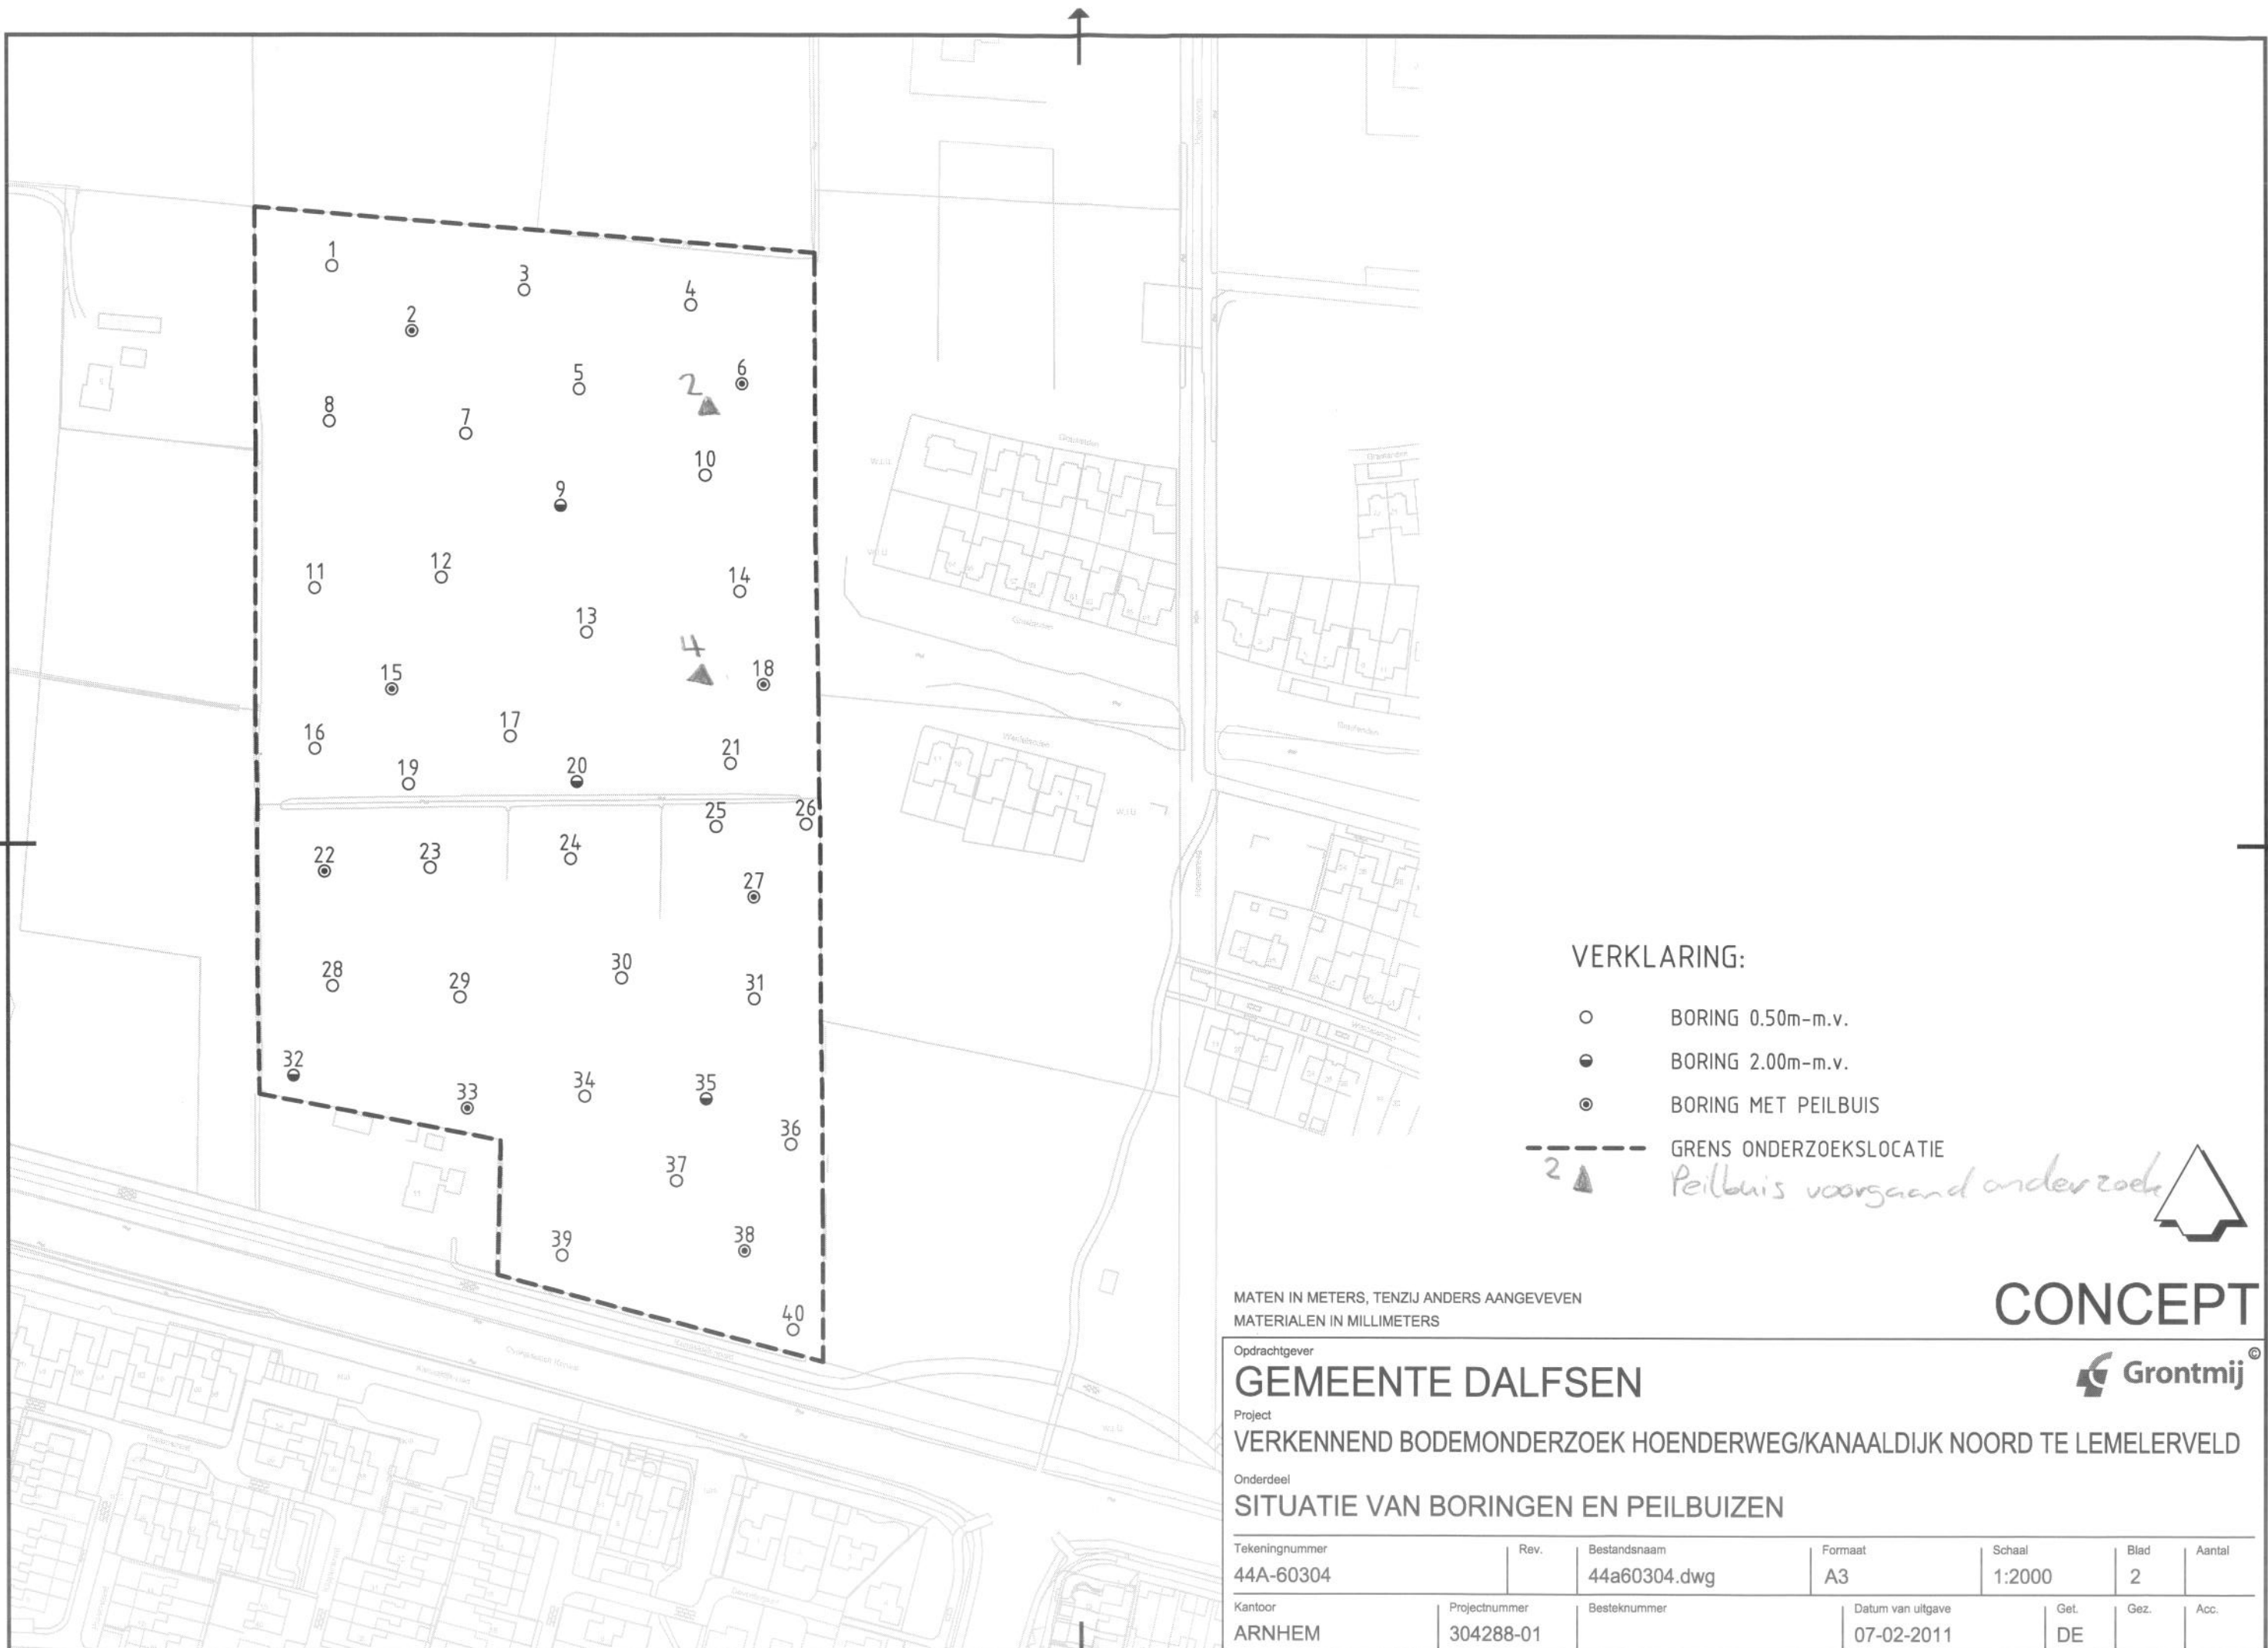 1
3
4
2
6
5
2
8
7
10
9
12
11
14
13
4
18
15
17
16
21
20
19
25
26
24
23
22
27
30
28
29
31
32
34
35
33
36
37
38
39
40
VERKLARING:
BORING 0.50m-m.v.
BORING 2.00m-m.v.
BORING MET PEILBUIS
GRENS ONDERZOEKSLOCATIE
2 Peilbuis voorgaand onderzoek
MATEN IN METERS, TENZIJ ANDERS AANGEVEVEN
MATERIALEN IN MILLIMETERS
CONCEPT
Opdrachtgever
GEMEENTE DALFSEN
Grontmij ©
Project
VERKENNEND BODEMONDERZOEK HOENDERWEG/KANAALDIJK NOORD TE LEMELERVELD
Onderdeel
SITUATIE VAN BORINGEN EN PEILBUIZEN
Tekeningnummer Rev. Bestandsnaam Formaat Schaal Blad Aantal
44A-60304 44a60304.dwg A3 1:2000 2
Kantoor Projectnummer Besteknummer Datum van uitgave Get. Gez. Acc.
ARNHEM 304288-01 07-02-2011 DE